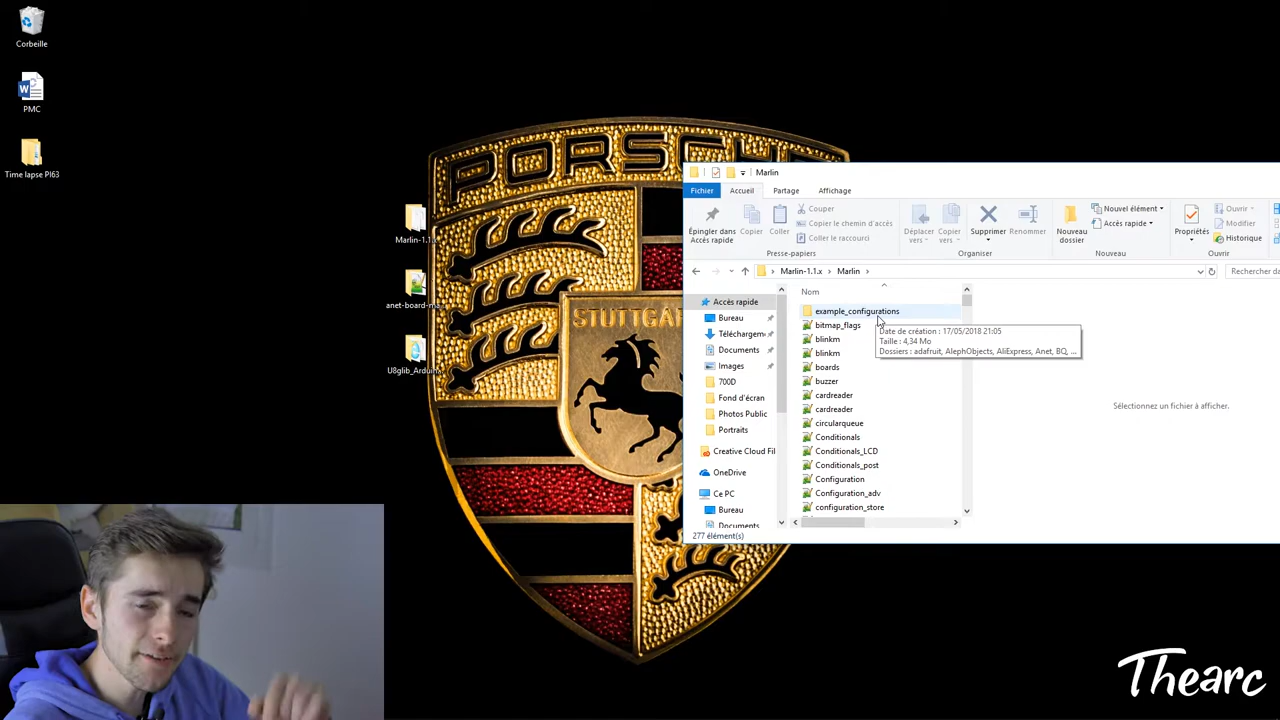 Corbeille
PMC
Time lapse PI63
Marlin-1.1.x
anet-board-ma...
U8glib_Arduin...
PORSCHE
STUTTGAR
Marlin
Fichier
Accueil
Partage
Affichage
Épingler dans
Accès rapide
Copier
Coller
Couper
Copier le chemin d'accès
Coller le raccourci
Presse-papiers
Déplacer
vers
Copier
vers
Supprimer
Renommer
Organiser
Nouveau
dossier
Nouvel élément
Accès rapide
Nouveau
Propriétés
Ouvrir
Modifier
Historique
Ouvrir
Marlin-1.1.x
Marlin
Rechercher da
Accès rapide
Bureau
Téléchargem
Documents
Images
700D
Fond d'écran
Photos Public
Portraits
Creative Cloud Fil
OneDrive
Ce PC
Bureau
Documents
Nom
example_configurations
bitmap_flags
blinkm
blinkm
boards
buzzer
cardreader
cardreader
circularqueue
Conditionals
Conditionals_LCD
Conditionals_post
Configuration
Configuration_adv
configuration_store
Date de création : 17/05/2018 21:05
Taille : 4,34 Mo
Dossiers : adafruit, AlephObjects, AliExpress, Anet, BQ, ...
Sélectionnez un fichier à afficher.
277 élément(s)
Thearc